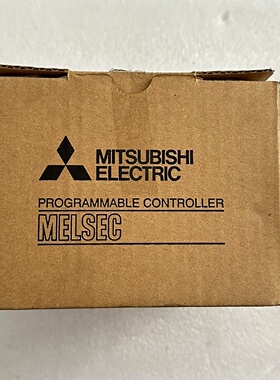 MITSUBISHI
ELECTRIC
PROGRAMMABLE CONTROLLER
MELSEC